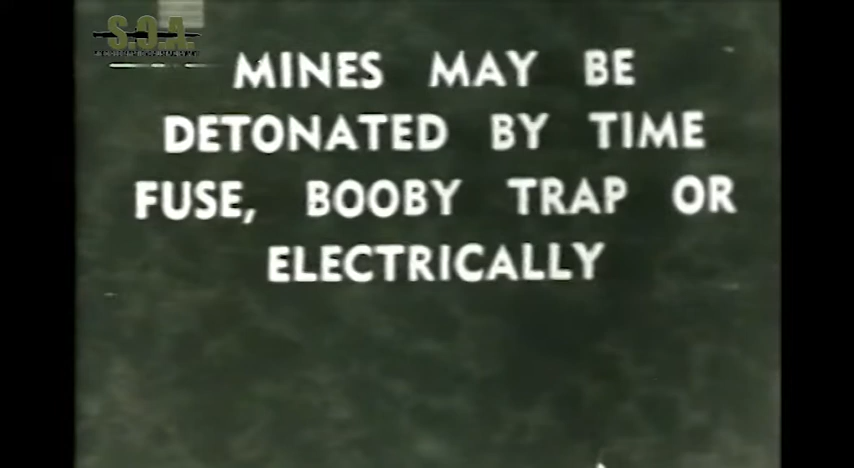 S.O.A.
MINES MAY BE
DETONATED BY TIME
FUSE, BOOBY TRAP OR
ELECTRICALLY